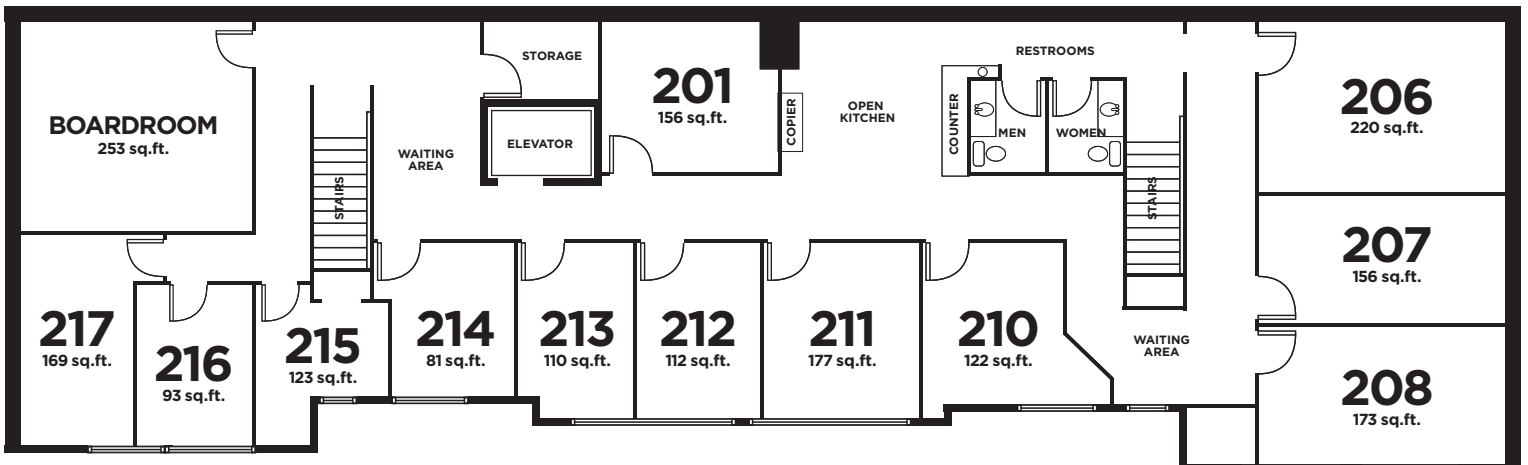 BOARDROOM
253 sq.ft.
STORAGE
ELEVATOR
WAITING
AREA
STAIRS
201
156 sq.ft.
COPIER
OPEN
KITCHEN
COUNTER
RESTROOMS
MEN
WOMEN
STAIRS
206
220 sq.ft.
207
156 sq.ft.
208
173 sq.ft.
WAITING
AREA
217
169 sq.ft.
216
93 sq.ft.
215
123 sq.ft.
214
81 sq.ft.
213
110 sq.ft.
212
112 sq.ft.
211
177 sq.ft.
210
122 sq.ft.